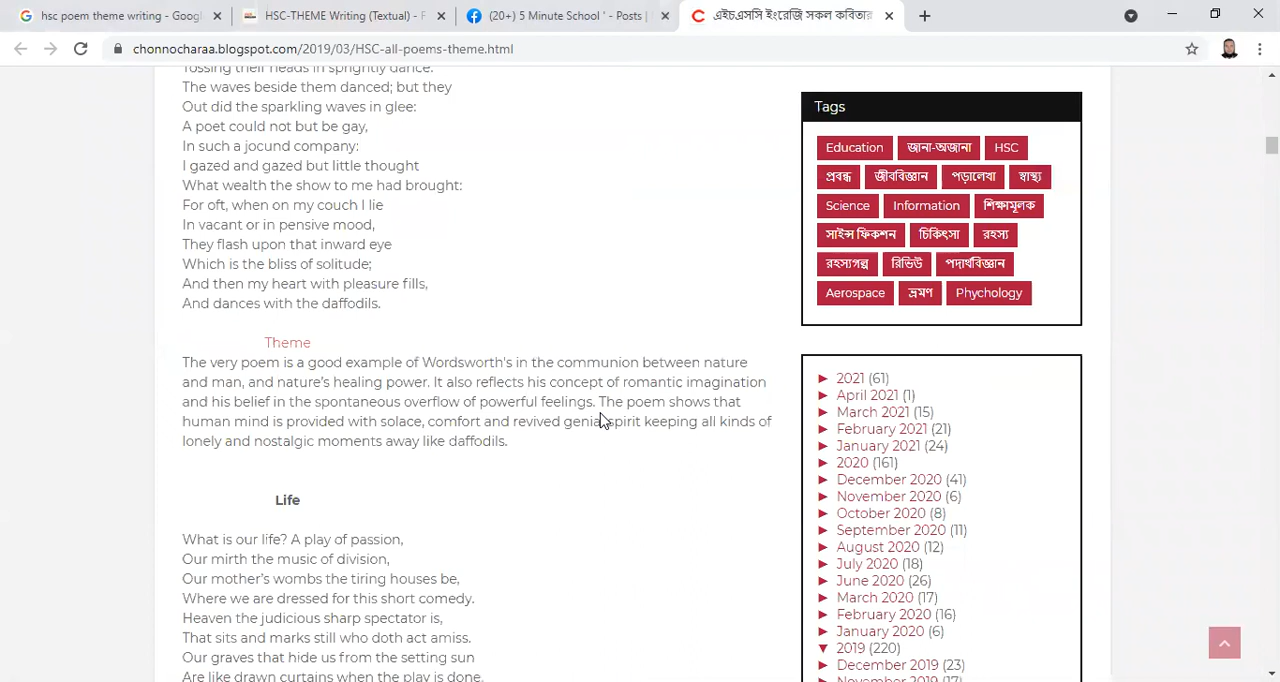 hsc poem theme writing - Goog
HSC-THEME Writing (Textual) - F
(20+) 5 Minute School ' - Posts |
এইচএসসি ইংরেজি সকল কবিতার
chonnocharaa.blogspot.com/2019/03/HSC-all-poems-theme.html
Tossing their heads in sprightly dance.
The waves beside them danced; but they
Out did the sparkling waves in glee:
A poet could not but be gay,
In such a jocund company:
I gazed and gazed but little thought
What wealth the show to me had brought:
For oft, when on my couch I lie
In vacant or in pensive mood,
They flash upon that inward eye
Which is the bliss of solitude;
And then my heart with pleasure fills,
And dances with the daffodils.
Theme
The very poem is a good example of Wordsworth's in the communion between nature
and man, and nature's healing power. It also reflects his concept of romantic imagination
and his belief in the spontaneous overflow of powerful feelings. The poem shows that
human mind is provided with solace, comfort and revived genial spirit keeping all kinds of
lonely and nostalgic moments away like daffodils.
Life
What is our life? A play of passion,
Our mirth the music of division,
Our mother's wombs the tiring houses be,
Where we are dressed for this short comedy.
Heaven the judicious sharp spectator is,
That sits and marks still who doth act amiss.
Our graves that hide us from the setting sun
Are like drawn curtains when the play is done.
Tags
Education জানা-অজানা HSC
প্রবন্ধ জীববিজ্ঞান পড়ালেখা স্বাস্থ্য
Science Information শিক্ষামূলক
সাইন্স ফিকশন চিকিৎসা রহস্য
রহস্যগল্প রিভিউ পদার্থবিজ্ঞান
Aerospace ভ্রমণ Phychology
► 2021 (61)
► April 2021 (1)
► March 2021 (15)
► February 2021 (21)
► January 2021 (24)
► 2020 (161)
► December 2020 (41)
► November 2020 (6)
► October 2020 (8)
► September 2020 (11)
► August 2020 (12)
► July 2020 (18)
► June 2020 (26)
► March 2020 (17)
► February 2020 (16)
► January 2020 (6)
▼ 2019 (220)
► December 2019 (23)
► November 2019 (17)